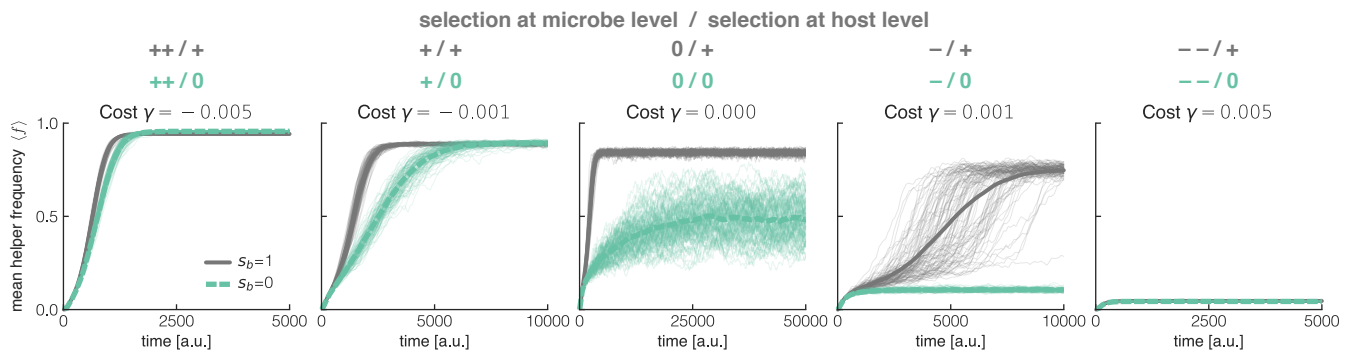 selection at microbe level / selection at host level
++ / + + / + 0 / + – / + – – / +
++ / 0 + / 0 0 / 0 – / 0 – – / 0
Cost γ = − 0.005 Cost γ = − 0.001 Cost γ = 0.000 Cost γ = 0.001 Cost γ = 0.005
mean helper frequency ⟨f⟩
1.0
0.5
0.0
s_b=1
s_b=0
0 2500 5000 0 5000 10000 0 25000 50000 0 5000 10000 0 2500 5000
time [a.u.] time [a.u.] time [a.u.] time [a.u.] time [a.u.]